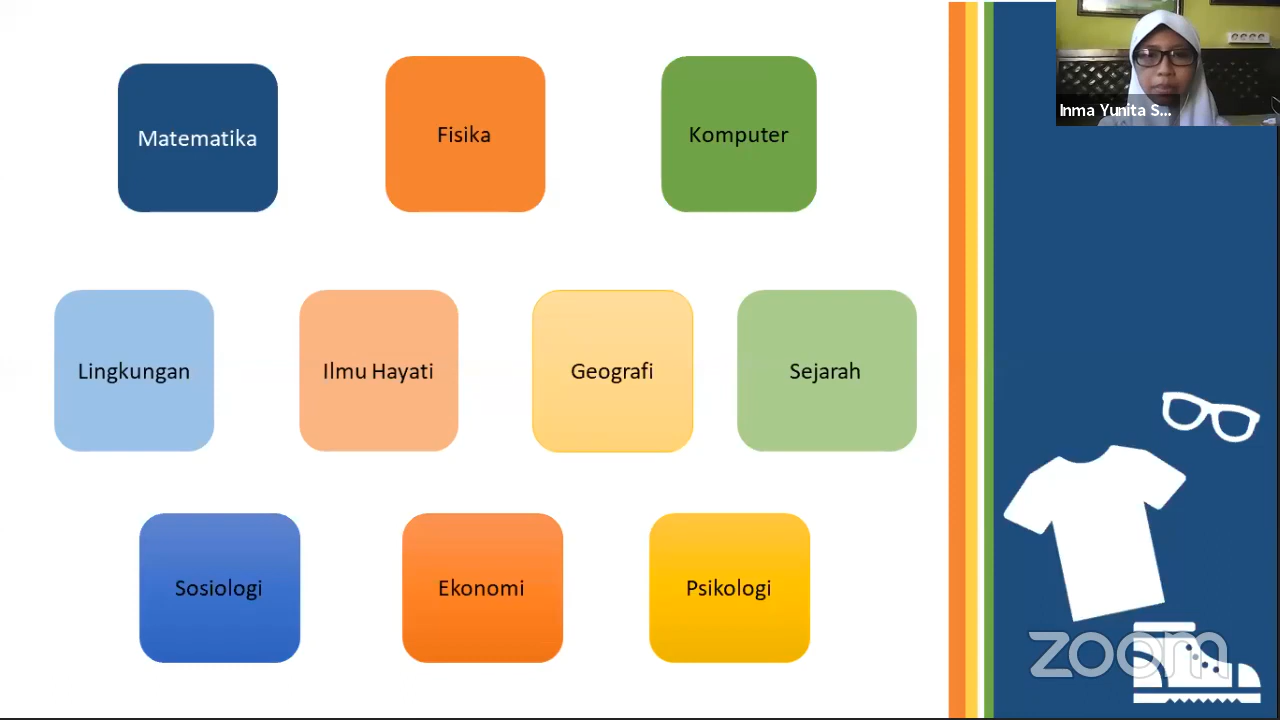 Matematika
Fisika
Komputer
Inma Yunita S...
Lingkungan
Ilmu Hayati
Geografi
Sejarah
Sosiologi
Ekonomi
Psikologi
zoom